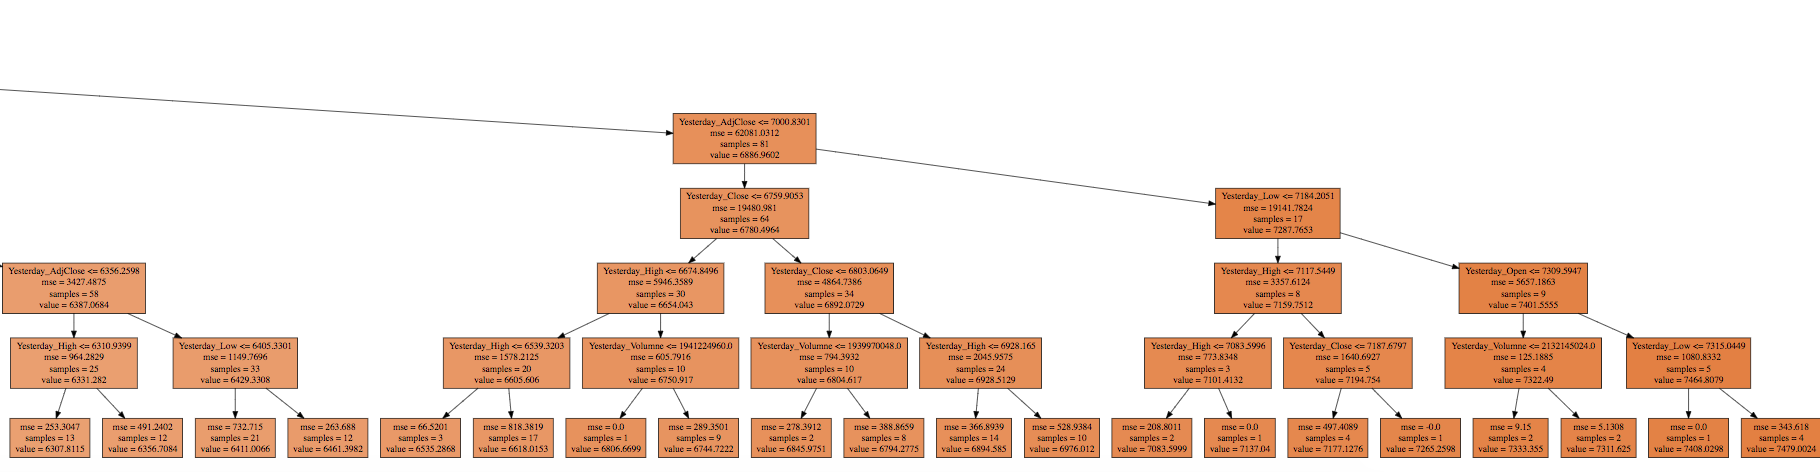 Yesterday_AdjClose <= 7000.8301
mse = 62081.0312
samples = 81
value = 6886.9602
Yesterday_Close <= 6759.9053
mse = 19480.981
samples = 64
value = 6780.4964
Yesterday_Low <= 7184.2051
mse = 19141.7824
samples = 17
value = 7287.7653
Yesterday_AdjClose <= 6356.2598
mse = 3427.4875
samples = 58
value = 6387.0684
Yesterday_High <= 6674.8496
mse = 5946.3589
samples = 30
value = 6654.043
Yesterday_Close <= 6803.0649
mse = 4864.7386
samples = 34
value = 6892.0729
Yesterday_High <= 7117.5449
mse = 3357.6124
samples = 8
value = 7159.7512
Yesterday_Open <= 7309.5947
mse = 5657.1863
samples = 9
value = 7401.5555
Yesterday_High <= 6310.9399
mse = 964.2829
samples = 25
value = 6331.282
Yesterday_Low <= 6405.3301
mse = 1149.7696
samples = 33
value = 6429.3308
Yesterday_High <= 6539.3203
mse = 1578.2125
samples = 20
value = 6605.606
Yesterday_Volumne <= 1941224960.0
mse = 605.7916
samples = 10
value = 6750.917
Yesterday_Volumne <= 1939970048.0
mse = 794.3932
samples = 10
value = 6804.617
Yesterday_High <= 6928.165
mse = 2045.9575
samples = 24
value = 6928.5129
Yesterday_High <= 7083.5996
mse = 773.8348
samples = 3
value = 7101.4132
Yesterday_Close <= 7187.6797
mse = 1640.6927
samples = 5
value = 7194.754
Yesterday_Volumne <= 2132145024.0
mse = 125.1885
samples = 4
value = 7322.49
Yesterday_Low <= 7315.0449
mse = 1080.8332
samples = 5
value = 7464.8079
mse = 253.3047
samples = 13
value = 6307.8115
mse = 491.2402
samples = 12
value = 6356.7084
mse = 732.715
samples = 21
value = 6411.0066
mse = 263.688
samples = 12
value = 6461.3982
mse = 66.5201
samples = 3
value = 6535.2868
mse = 818.3819
samples = 17
value = 6618.0153
mse = 0.0
samples = 1
value = 6806.6699
mse = 289.3501
samples = 9
value = 6744.7222
mse = 278.3912
samples = 2
value = 6845.9751
mse = 388.8659
samples = 8
value = 6794.2775
mse = 366.8939
samples = 14
value = 6894.585
mse = 528.9384
samples = 10
value = 6976.012
mse = 208.8011
samples = 2
value = 7083.5999
mse = 0.0
samples = 1
value = 7137.04
mse = 497.4089
samples = 4
value = 7177.1276
mse = -0.0
samples = 1
value = 7265.2598
mse = 9.15
samples = 2
value = 7333.355
mse = 5.1308
samples = 2
value = 7311.625
mse = 0.0
samples = 1
value = 7408.0298
mse = 343.618
samples = 4
value = 7479.0024